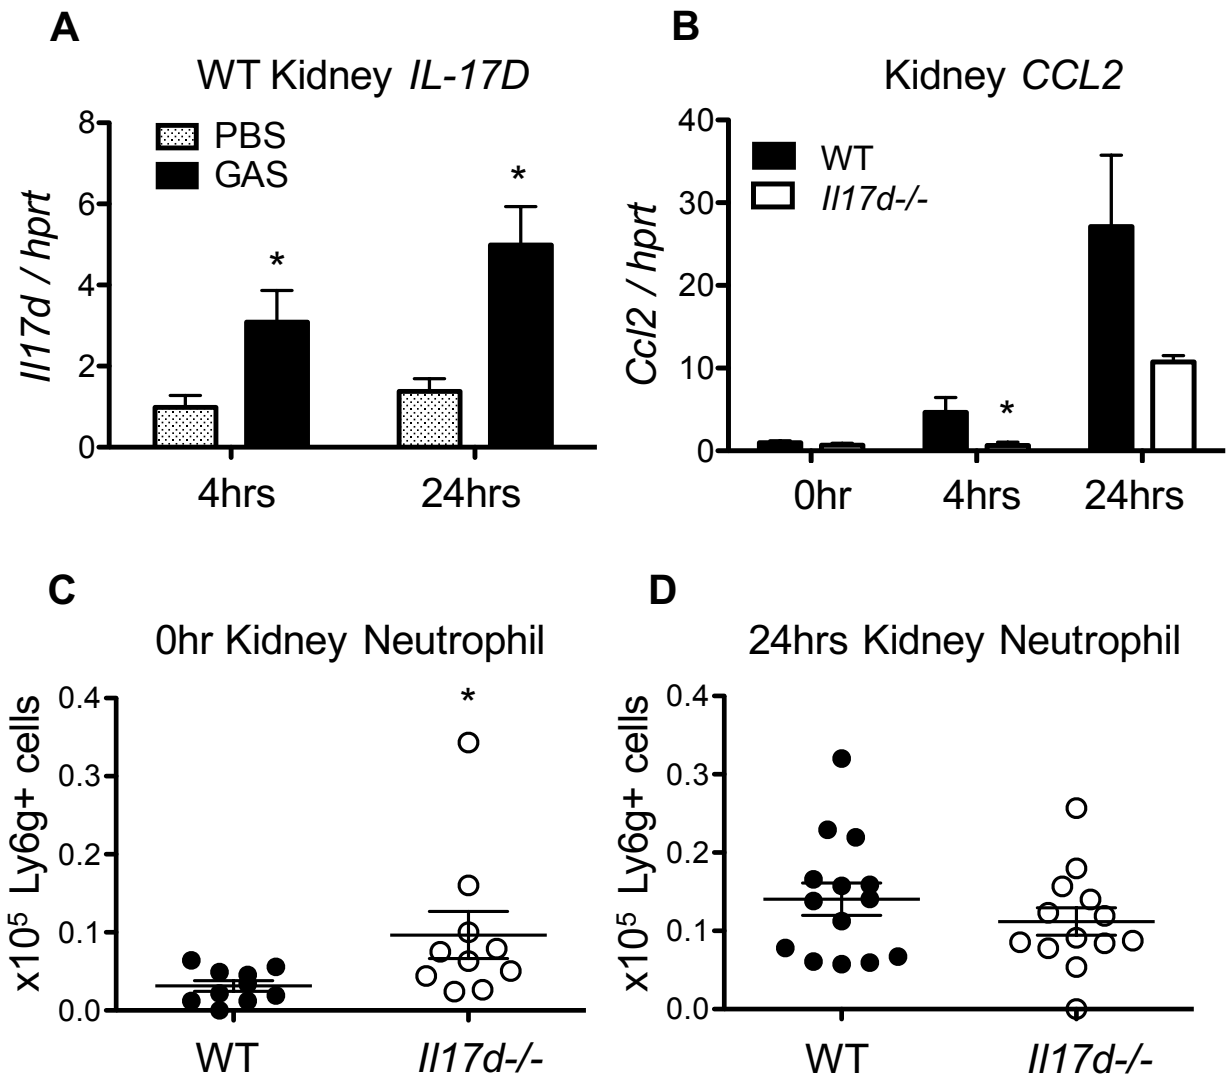 A
WT Kidney IL-17D
Il17d / hprt
8
6
4
2
0
PBS
GAS
*
*
4hrs
24hrs
B
Kidney CCL2
Ccl2 / hprt
40
30
20
10
0
WT
Il17d-/-
*
0hr
4hrs
24hrs
C
0hr Kidney Neutrophil
x10⁵ Ly6g+ cells
0.4
0.3
0.2
0.1
0.0
*
WT
Il17d-/-
D
24hrs Kidney Neutrophil
x10⁵ Ly6g+ cells
0.4
0.3
0.2
0.1
0.0
WT
Il17d-/-